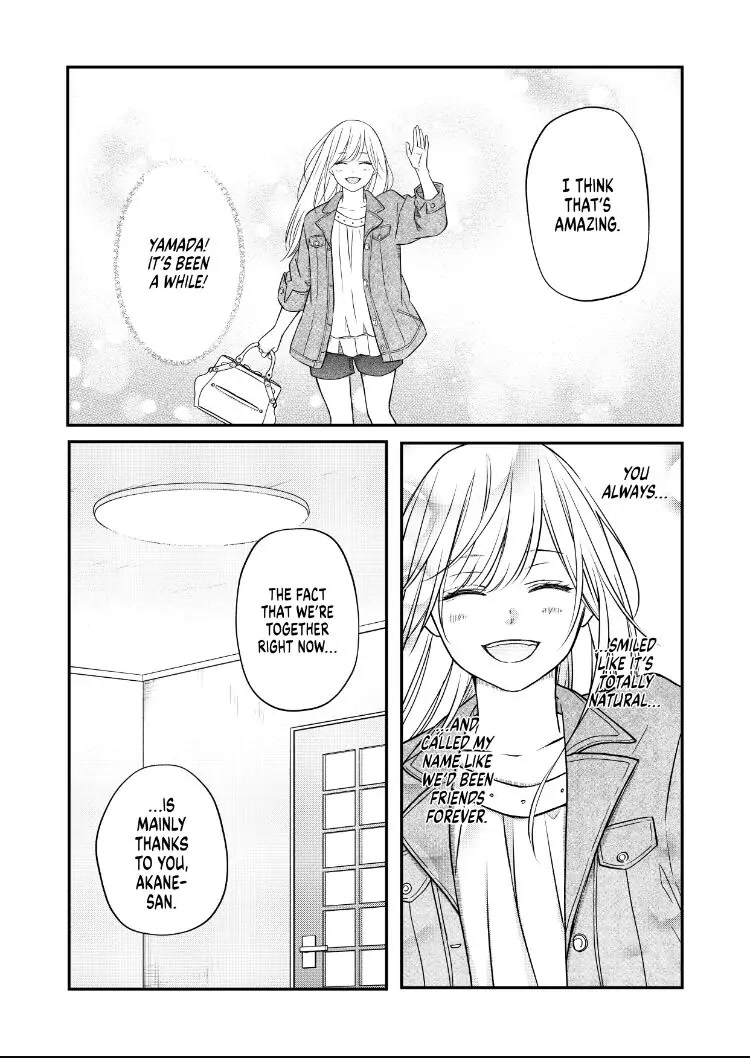 I THINK
THAT'S
AMAZING.
YAMADA!
IT'S BEEN
A WHILE!
YOU
ALWAYS...
...SMILED
LIKE IT'S
TOTALLY
NATURAL...
...AND
CALLED MY
NAME LIKE
WE'D BEEN
FRIENDS
FOREVER.
THE FACT
THAT WE'RE
TOGETHER
RIGHT NOW...
...IS
MAINLY
THANKS
TO YOU,
AKANE-
SAN.